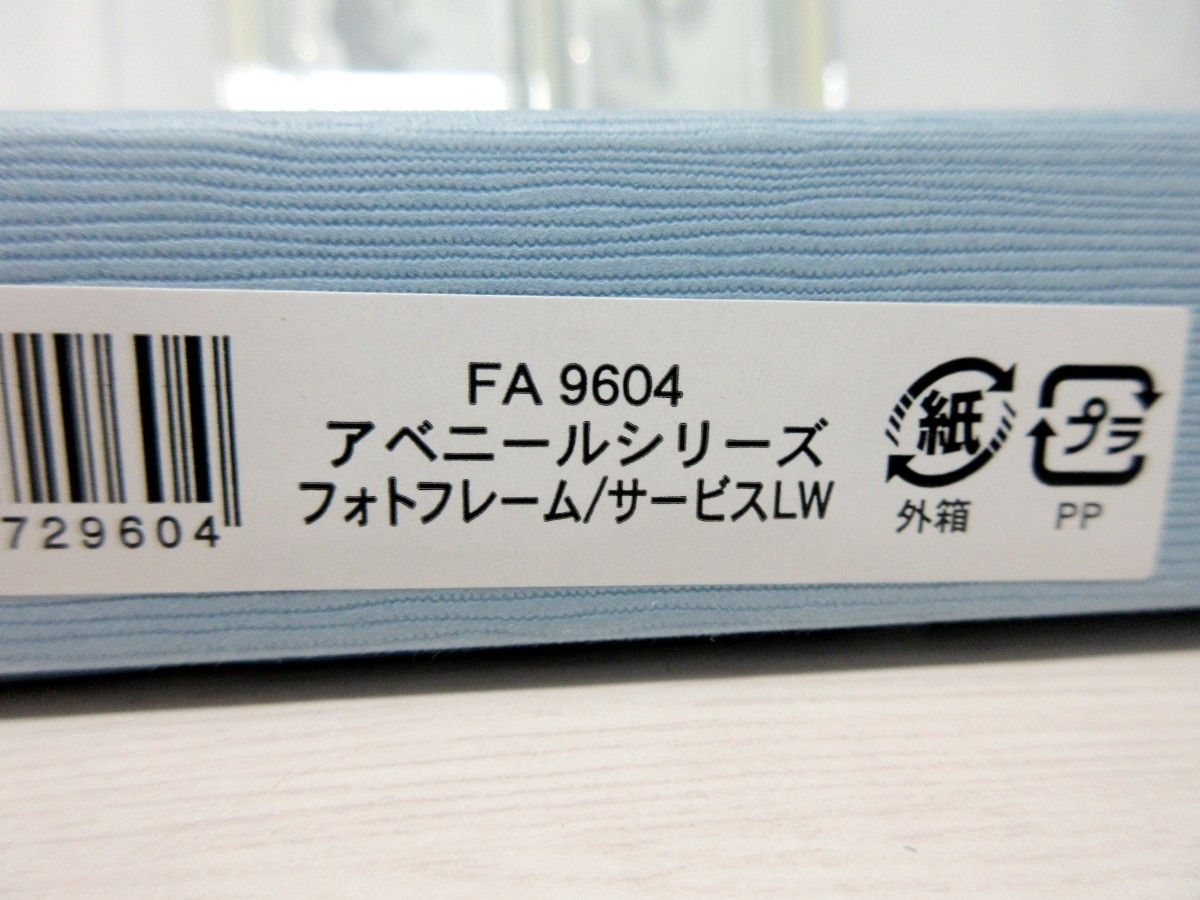 FA 9604
アベニールシリーズ
フォトフレーム/サービスLW
729604
紙
外箱
プラ
PP